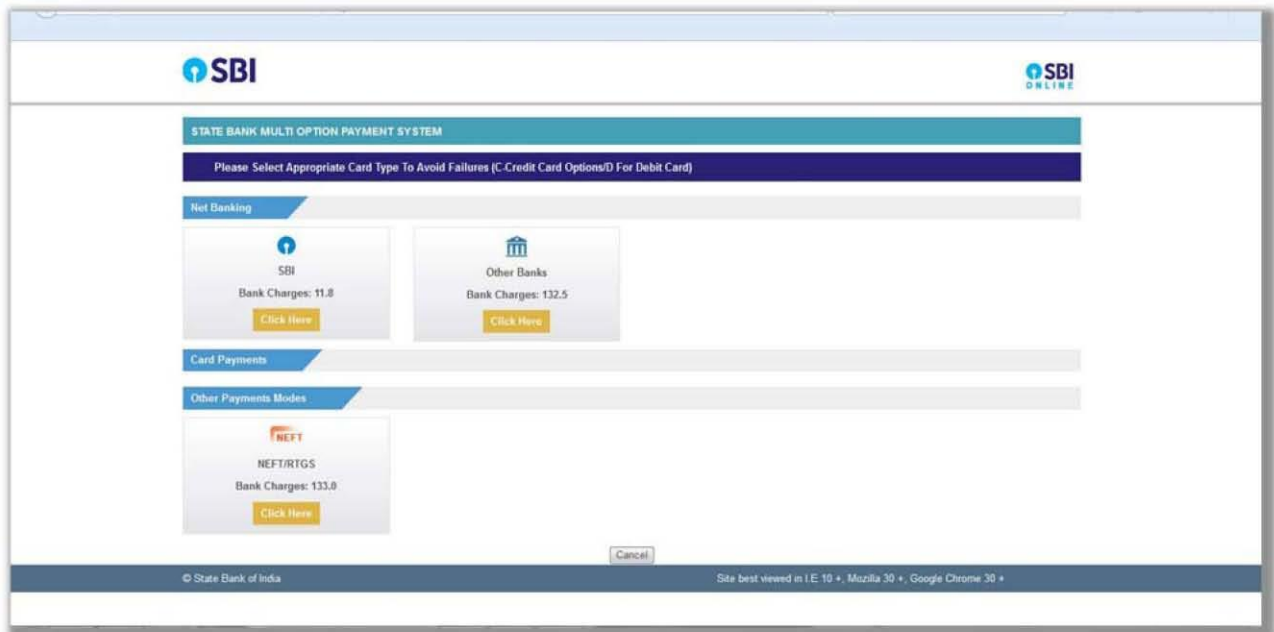 SBI
SBI
ONLINE
STATE BANK MULTI OPTION PAYMENT SYSTEM
Please Select Appropriate Card Type To Avoid Failures (C-Credit Card Options/D For Debit Card)
Net Banking
SBI
Bank Charges: 11.8
Click Here
Other Banks
Bank Charges: 132.5
Click Here
Card Payments
Other Payments Modes
NEFT
NEFT/RTGS
Bank Charges: 133.0
Click Here
Cancel
© State Bank of India
Site best viewed in I.E 10 +, Mozilla 30 +, Google Chrome 30 +